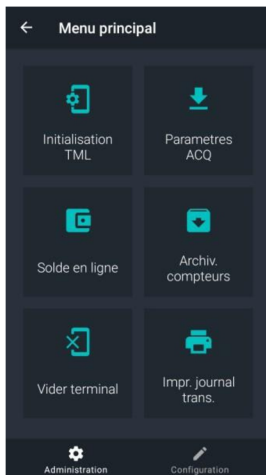 Menu principal
Initialisation
TML
Parametres
ACQ
Solde en ligne
Archiv.
compteurs
Vider terminal
Impr. journal
trans.
Administration
Configuration